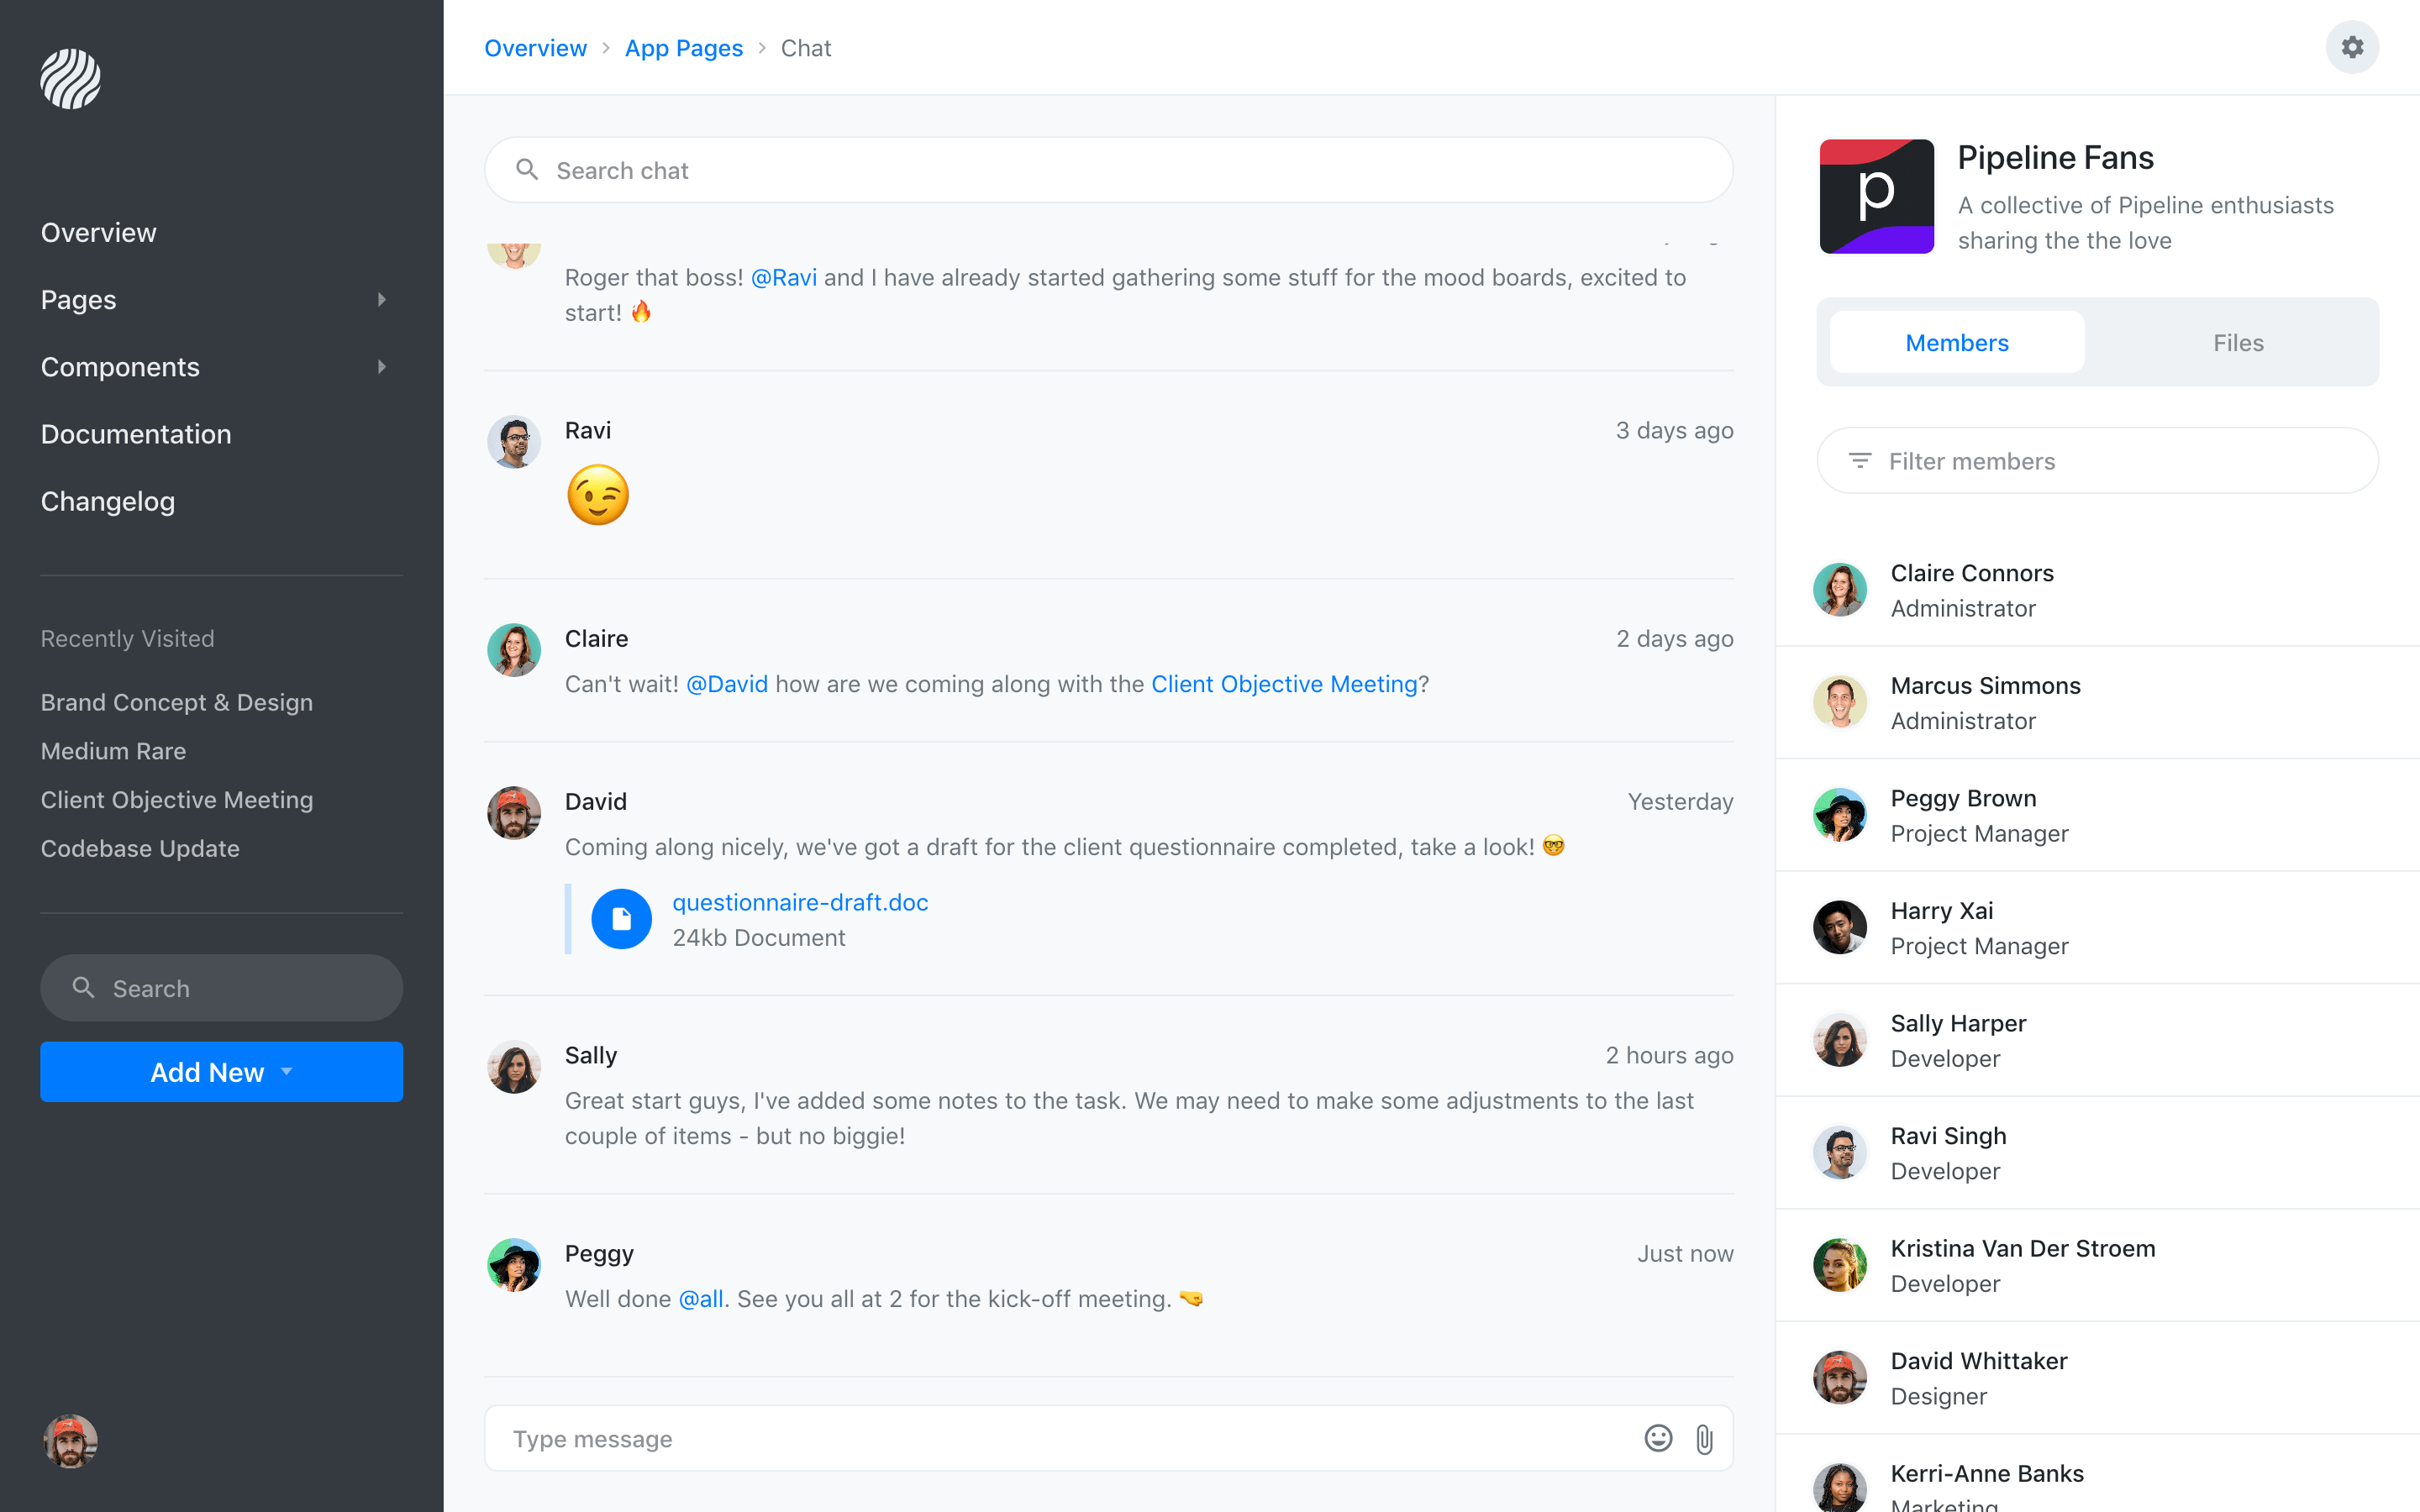 Overview
Pages
Components
Documentation
Changelog
Recently Visited
Brand Concept & Design
Medium Rare
Client Objective Meeting
Codebase Update
Search
Add New
Overview > App Pages > Chat
Search chat
Roger that boss! @Ravi and I have already started gathering some stuff for the mood boards, excited to
start! 🔥
Ravi
3 days ago
😉
Claire
2 days ago
Can't wait! @David how are we coming along with the Client Objective Meeting?
David
Yesterday
Coming along nicely, we've got a draft for the client questionnaire completed, take a look! 🤓
questionnaire-draft.doc
24kb Document
Sally
2 hours ago
Great start guys, I've added some notes to the task. We may need to make some adjustments to the last
couple of items - but no biggie!
Peggy
Just now
Well done @all. See you all at 2 for the kick-off meeting. 🤜
Type message
p
Pipeline Fans
A collective of Pipeline enthusiasts
sharing the the love
Members
Files
Filter members
Claire Connors
Administrator
Marcus Simmons
Administrator
Peggy Brown
Project Manager
Harry Xai
Project Manager
Sally Harper
Developer
Ravi Singh
Developer
Kristina Van Der Stroem
Developer
David Whittaker
Designer
Kerri-Anne Banks
Marketing